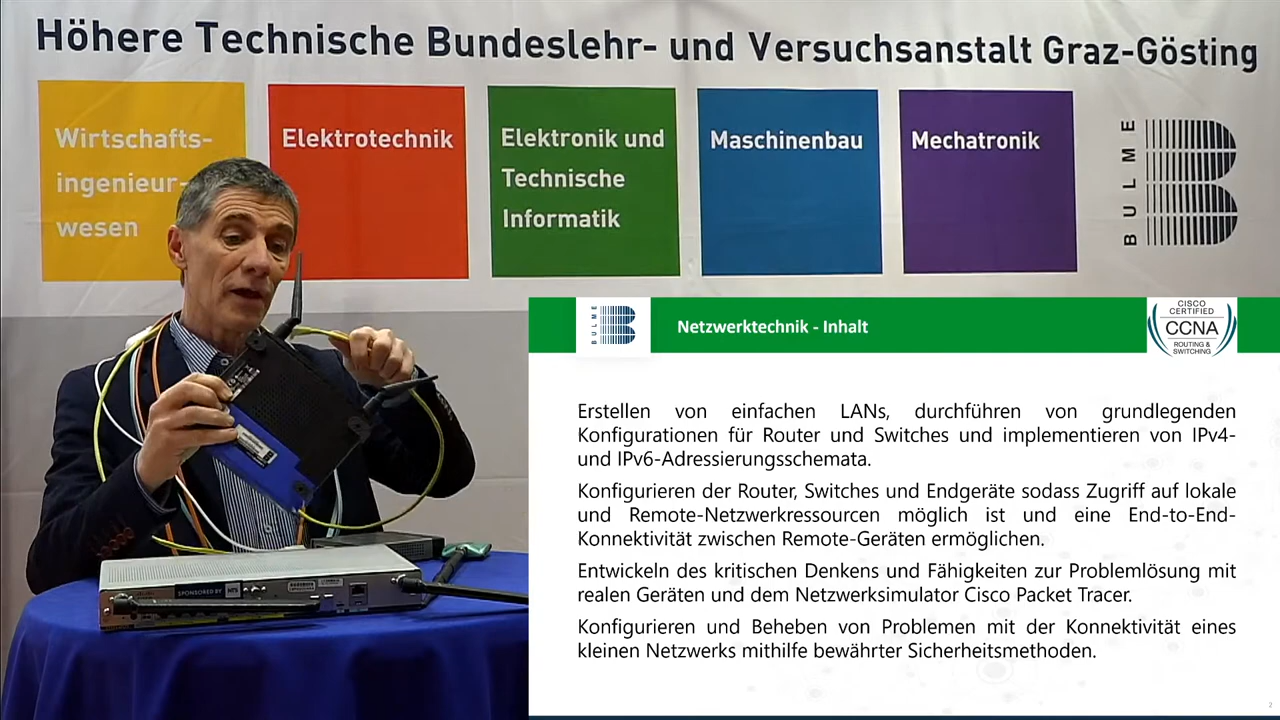 Höhere Technische Bundeslehr- und Versuchsanstalt Graz-Gösting
Wirtschafts-
ingenieur-
wesen
Elektrotechnik
Elektronik und
Technische
Informatik
Maschinenbau
Mechatronik
BULME
BULME
Netzwerktechnik - Inhalt
CISCO
CERTIFIED
CCNA
ROUTING &
SWITCHING
Erstellen von einfachen LANs, durchführen von grundlegenden
Konfigurationen für Router und Switches und implementieren von IPv4-
und IPv6-Adressierungsschemata.
Konfigurieren der Router, Switches und Endgeräte sodass Zugriff auf lokale
und Remote-Netzwerkressourcen möglich ist und eine End-to-End-
Konnektivität zwischen Remote-Geräten ermöglichen.
Entwickeln des kritischen Denkens und Fähigkeiten zur Problemlösung mit
realen Geräten und dem Netzwerksimulator Cisco Packet Tracer.
Konfigurieren und Beheben von Problemen mit der Konnektivität eines
kleinen Netzwerks mithilfe bewährter Sicherheitsmethoden.
2
SPONSORED BY